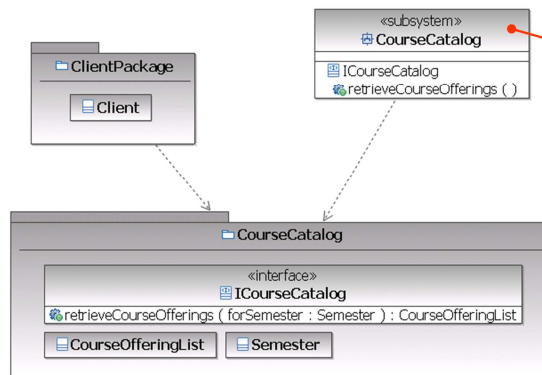 «subsystem»
CourseCatalog
ICourseCatalog
retrieveCourseOfferings ( )
ClientPackage
Client
CourseCatalog
«interface»
ICourseCatalog
retrieveCourseOfferings ( forSemester : Semester ) : CourseOfferingList
CourseOfferingList
Semester